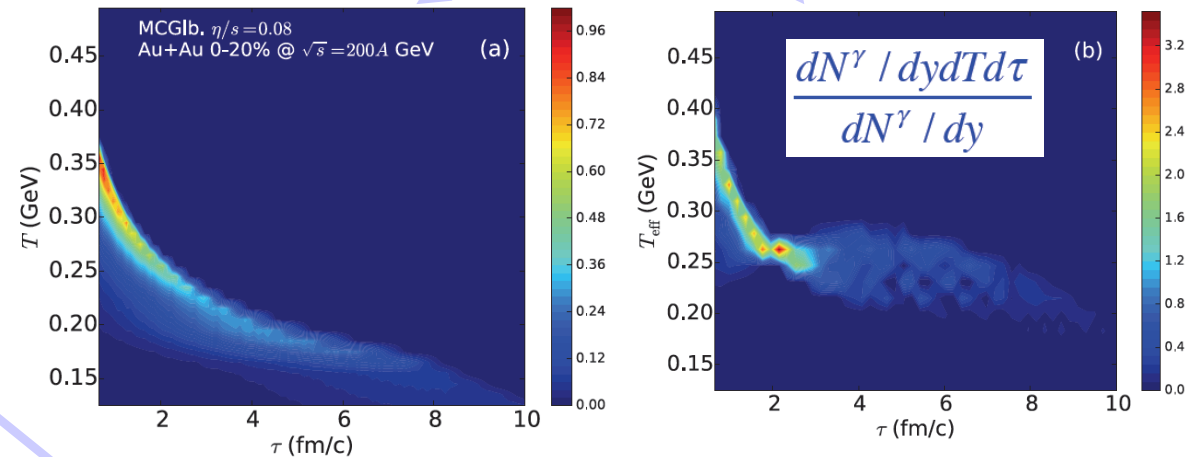 MCGlb. η/s=0.08
Au+Au 0-20% @ √s=200A GeV
(a)
0.45
0.40
0.35
0.30
0.25
0.20
0.15
T (GeV)
2 4 6 8 10
τ (fm/c)
0.96
0.84
0.72
0.60
0.48
0.36
0.24
0.12
0.00
(b)
dN^γ / dydTdτ
dN^γ / dy
0.45
0.40
0.35
0.30
0.25
0.20
0.15
T_eff (GeV)
2 4 6 8 10
τ (fm/c)
3.2
2.8
2.4
2.0
1.6
1.2
0.8
0.4
0.0